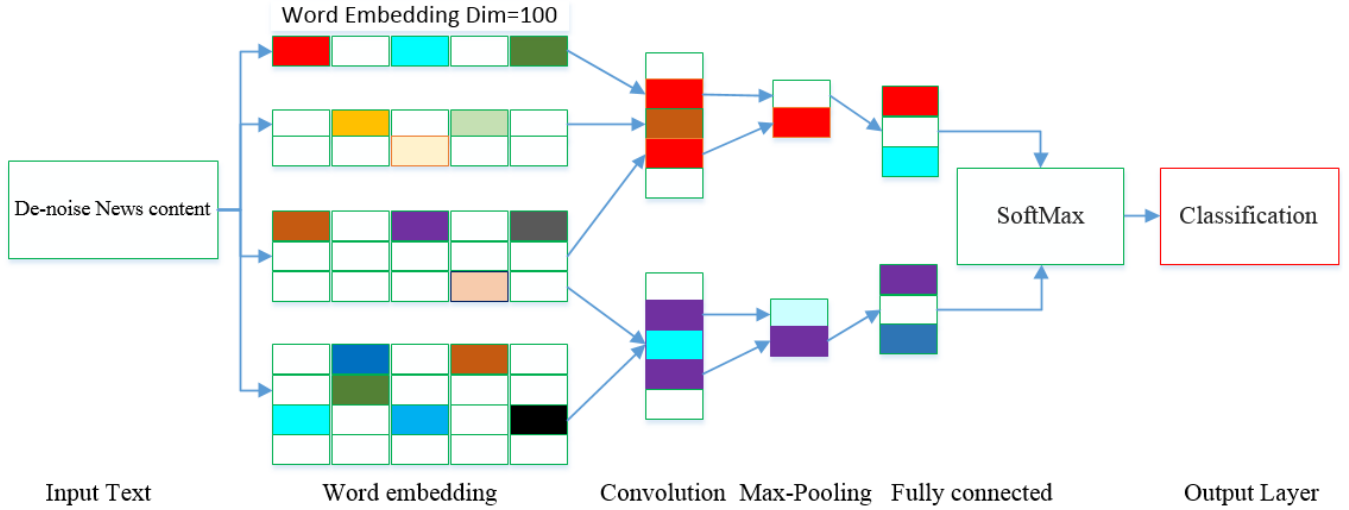 Word Embedding Dim=100
De-noise News content
SoftMax
Classification
Input Text
Word embedding
Convolution
Max-Pooling
Fully connected
Output Layer